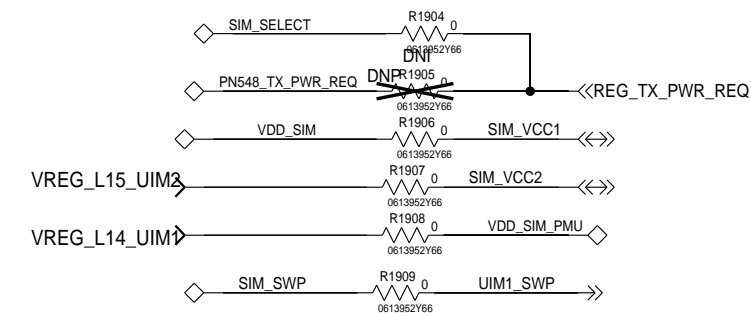 R1904
SIM_SELECT 0
0613952Y66
DNI
DNP R1905
PN548_TX_PWR_REQ 0 REG_TX_PWR_REQ
0613952Y66
R1906
VDD_SIM 0 SIM_VCC1
0613952Y66
R1907
VREG_L15_UIM2 0 SIM_VCC2
0613952Y66
R1908
VREG_L14_UIM1 0 VDD_SIM_PMU
0613952Y66
R1909
SIM_SWP 0 UIM1_SWP
0613952Y66